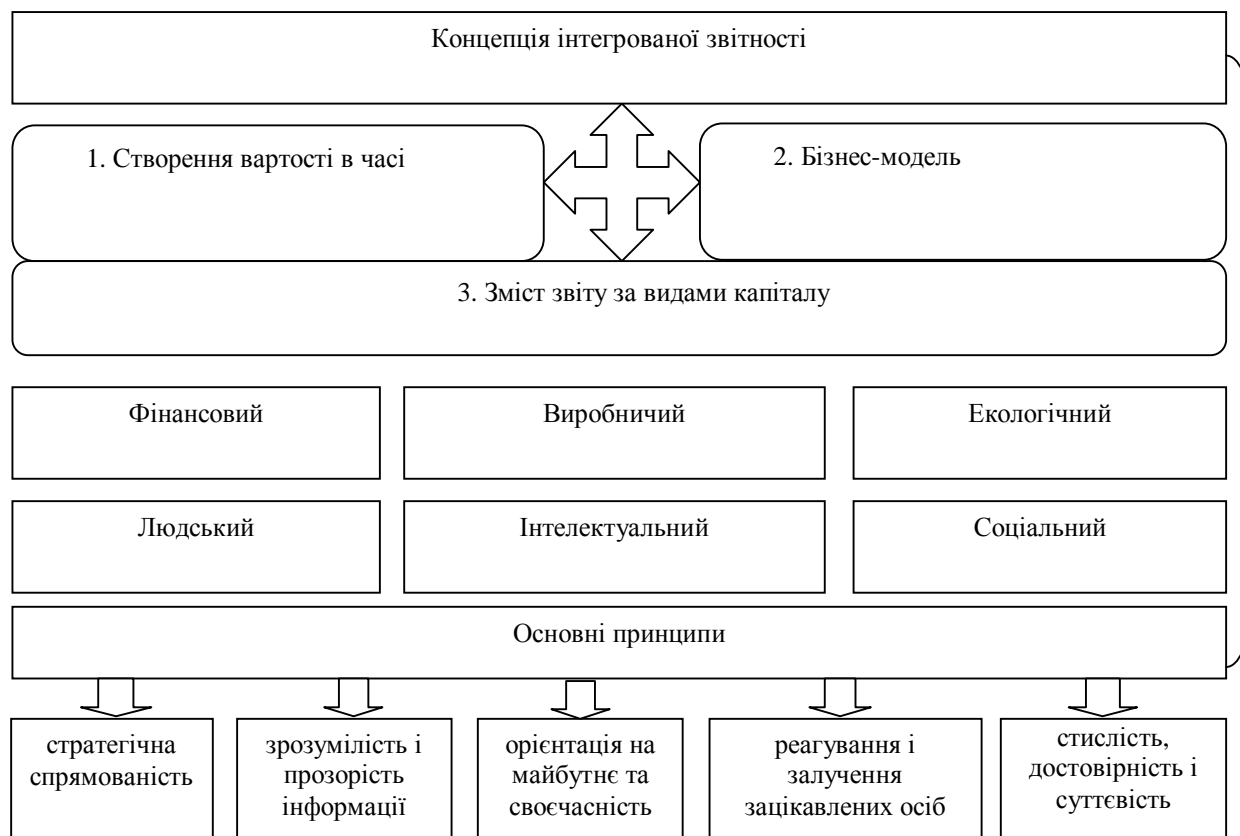 Концепція інтегрованої звітності
1. Створення вартості в часі
2. Бізнес-модель
3. Зміст звіту за видами капіталу
Фінансовий
Виробничий
Екологічний
Людський
Інтелектуальний
Соціальний
Основні принципи
стратегічна
спрямованість
зрозумілість і
прозорість
інформації
орієнтація на
майбутнє та
своєчасність
реагування і
залучення
зацікавлених осіб
стислість,
достовірність і
суттєвість